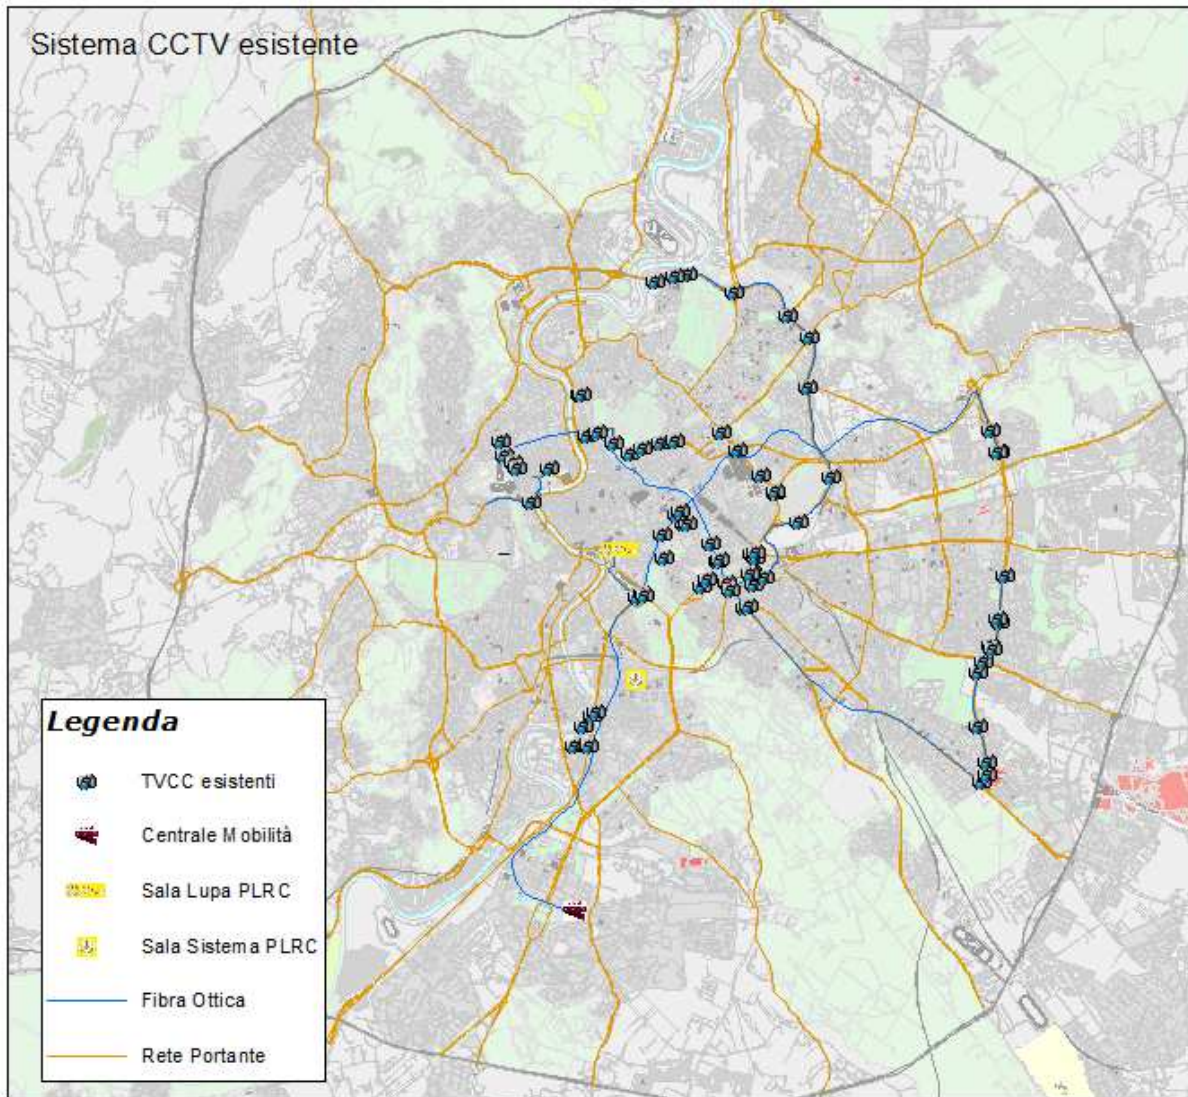 Sistema CCTV esistente
Legenda
TVCC esistenti
Centrale Mobilità
Sala Lupa PLRC
Sala Sistema PLRC
Fibra Ottica
Rete Portante